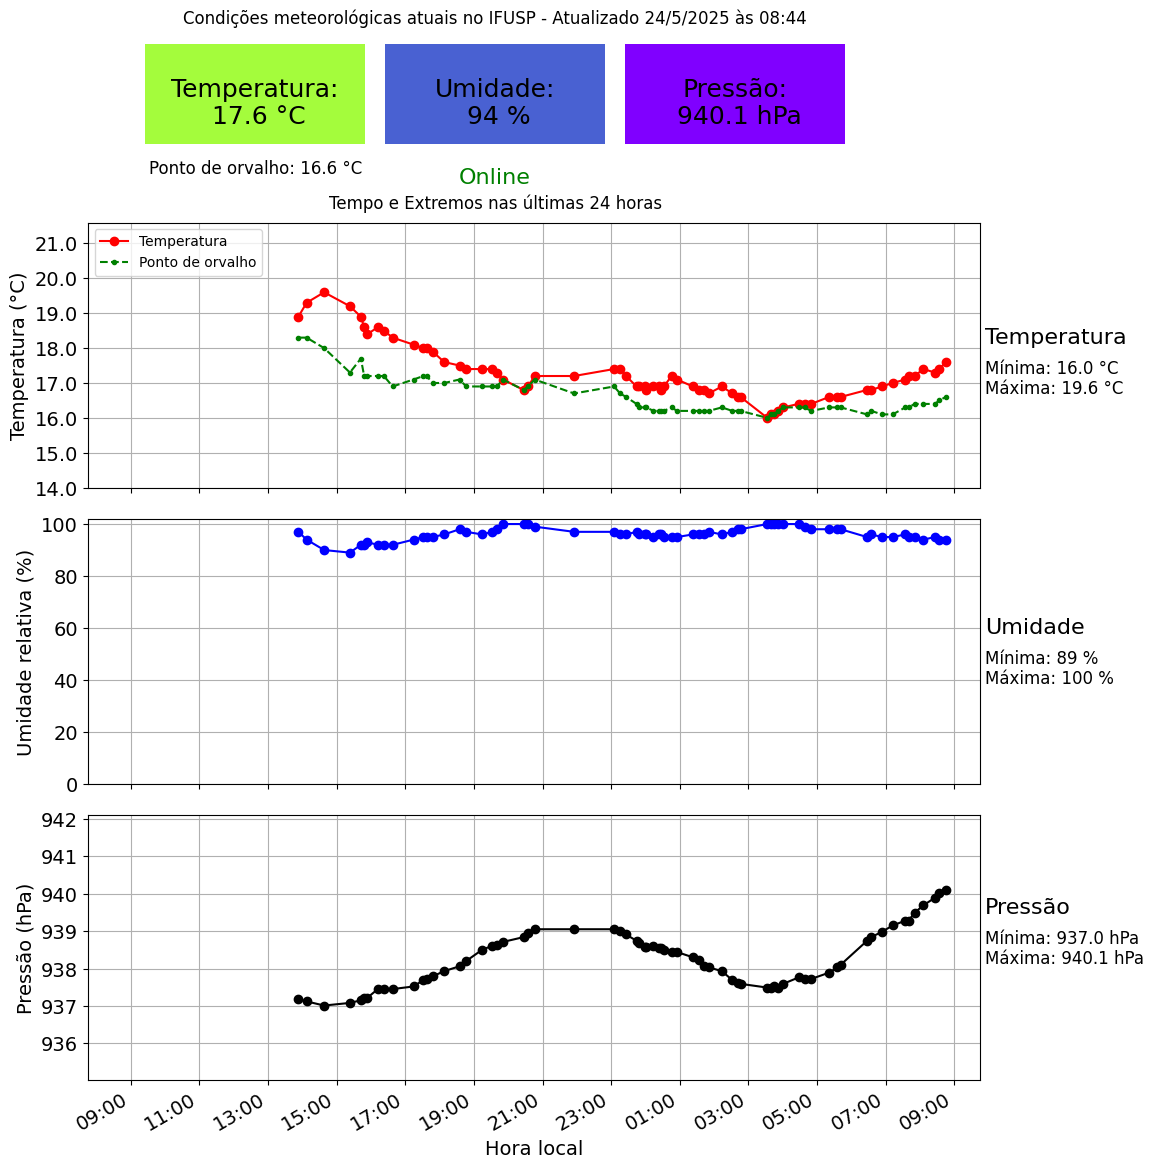 Condições meteorológicas atuais no IFUSP - Atualizado 24/5/2025 às 08:44
Temperatura:
17.6 °C
Umidade:
94 %
Pressão:
940.1 hPa
Ponto de orvalho: 16.6 °C
Online
Tempo e Extremos nas últimas 24 horas
Temperatura (°C)
21.0
20.0
19.0
18.0
17.0
16.0
15.0
14.0
Temperatura
Ponto de orvalho
Temperatura
Mínima: 16.0 °C
Máxima: 19.6 °C
Umidade relativa (%)
100
80
60
40
20
0
Umidade
Mínima: 89 %
Máxima: 100 %
Pressão (hPa)
942
941
940
939
938
937
936
Pressão
Mínima: 937.0 hPa
Máxima: 940.1 hPa
09:00
11:00
13:00
15:00
17:00
19:00
21:00
23:00
01:00
03:00
05:00
07:00
09:00
Hora local